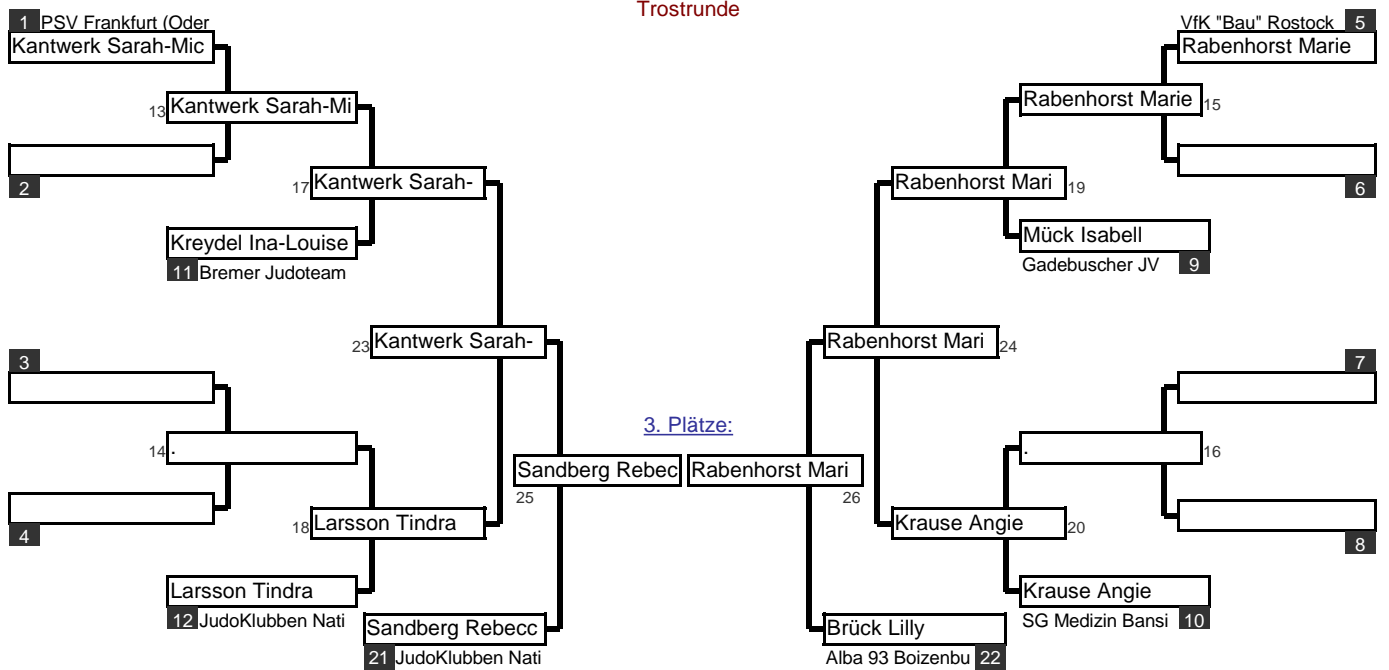 Trostrunde
1 PSV Frankfurt (Oder
VfK "Bau" Rostock 5
Kantwerk Sarah-Mic
Rabenhorst Marie
13 Kantwerk Sarah-Mi
Rabenhorst Marie 15
2
17 Kantwerk Sarah-
Rabenhorst Mari 19
6
Kreydel Ina-Louise
Mück Isabell
11 Bremer Judoteam
Gadebuscher JV 9
23 Kantwerk Sarah-
Rabenhorst Mari 24
3
7
3. Plätze:
14 .
. 16
Sandberg Rebec
Rabenhorst Mari
25
26
4
18 Larsson Tindra
Krause Angie 20
8
Larsson Tindra
Krause Angie
12 JudoKlubben Nati
SG Medizin Bansi 10
Sandberg Rebecc
Brück Lilly
21 JudoKlubben Nati
Alba 93 Boizenbu 22